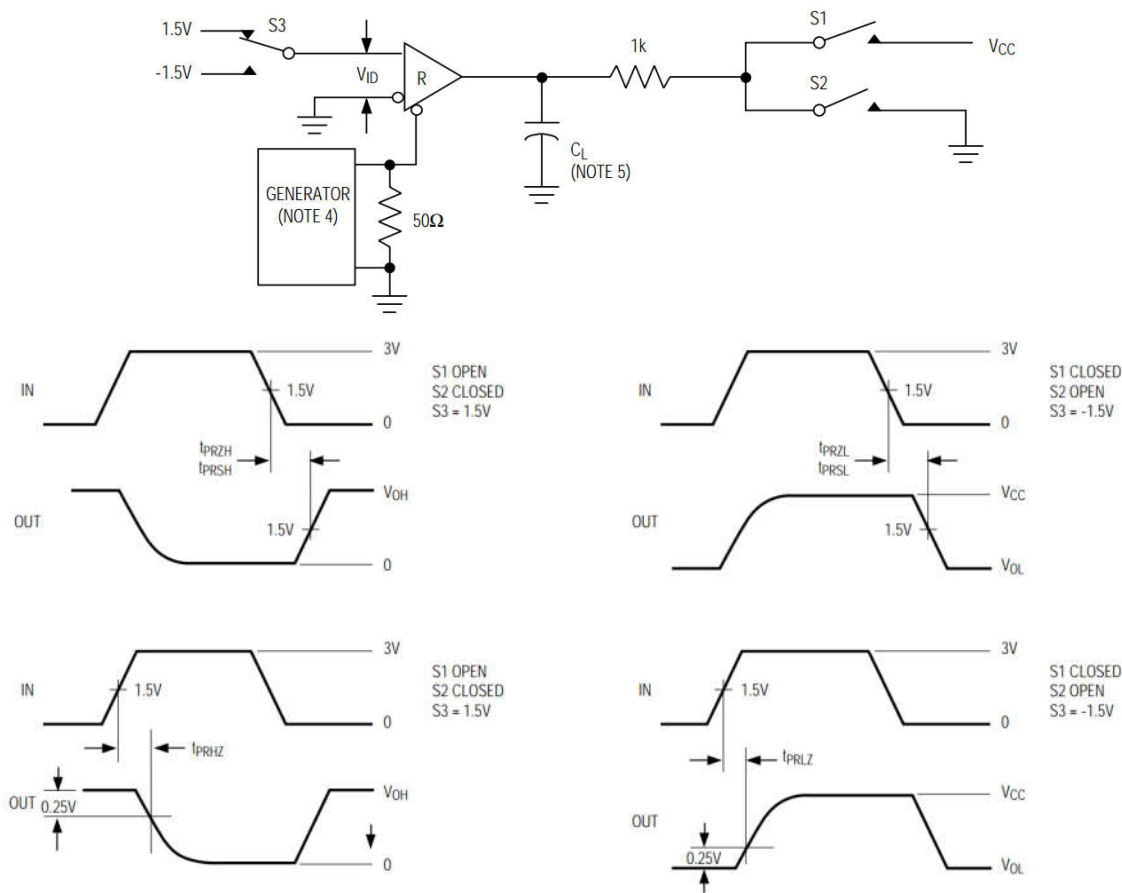 1.5V
S3
-1.5V
VID
R
1k
S1
VCC
S2
CL
(NOTE 5)
GENERATOR
(NOTE 4)
50Ω
IN
3V
1.5V
0
S1 OPEN
S2 CLOSED
S3 = 1.5V
tPRZH
tPRSH
OUT
VOH
1.5V
0
IN
3V
1.5V
0
S1 CLOSED
S2 OPEN
S3 = -1.5V
tPRZL
tPRSL
OUT
VCC
1.5V
VOL
IN
3V
1.5V
0
S1 OPEN
S2 CLOSED
S3 = 1.5V
tPRHZ
OUT
0.25V
VOH
0
IN
3V
1.5V
0
S1 CLOSED
S2 OPEN
S3 = -1.5V
tPRLZ
OUT
0.25V
VCC
VOL